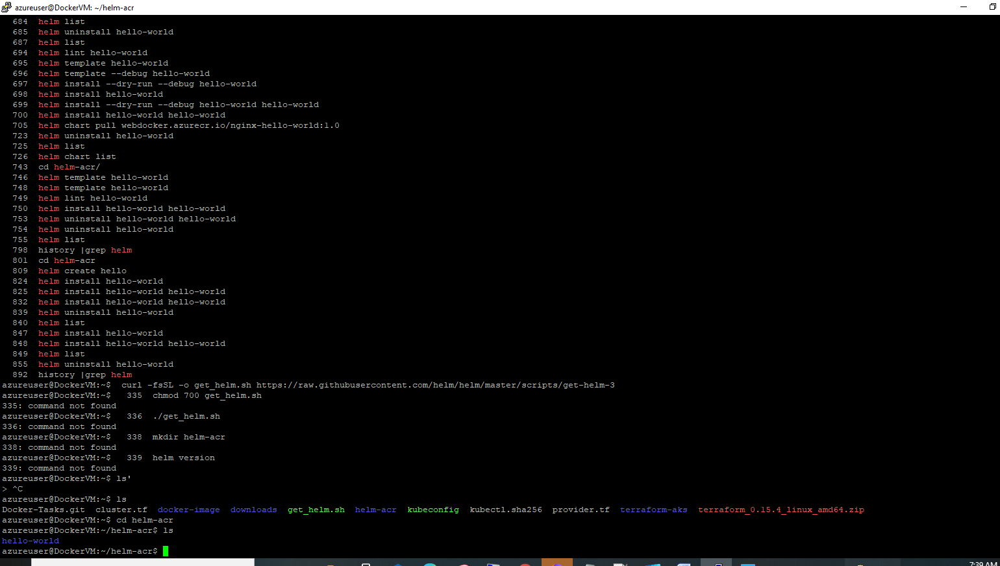 azureuser@DockerVM: ~/helm-acr
684 helm list
685 helm uninstall hello-world
687 helm list
694 helm lint hello-world
695 helm template hello-world
696 helm template --debug hello-world
697 helm install --dry-run --debug hello-world
698 helm install hello-world
699 helm install --dry-run --debug hello-world hello-world
700 helm install hello-world hello-world
705 helm chart pull webdocker.azurecr.io/nginx-hello-world:1.0
723 helm uninstall hello-world
725 helm list
726 helm chart list
743 cd helm-acr/
746 helm template hello-world
748 helm template hello-world
749 helm lint hello-world
750 helm install hello-world hello-world
753 helm uninstall hello-world hello-world
754 helm uninstall hello-world
755 helm list
798 history |grep helm
801 cd helm-acr
809 helm create hello
824 helm install hello-world
825 helm install hello-world hello-world
832 helm install hello-world hello-world
839 helm uninstall hello-world
840 helm list
847 helm install hello-world
848 helm install hello-world hello-world
849 helm list
855 helm uninstall hello-world
892 history |grep helm
azureuser@DockerVM:~$ curl -fsSL -o get_helm.sh https://raw.githubusercontent.com/helm/helm/master/scripts/get-helm-3
azureuser@DockerVM:~$ 335 chmod 700 get_helm.sh
335: command not found
azureuser@DockerVM:~$ 336 ./get_helm.sh
336: command not found
azureuser@DockerVM:~$ 338 mkdir helm-acr
338: command not found
azureuser@DockerVM:~$ 339 helm version
339: command not found
azureuser@DockerVM:~$ ls'
> ^C
azureuser@DockerVM:~$ ls
Docker-Tasks.git cluster.tf docker-image downloads get_helm.sh helm-acr kubeconfig kubectl.sha256 provider.tf terraform-aks terraform_0.15.4_linux_amd64.zip
azureuser@DockerVM:~$ cd helm-acr
azureuser@DockerVM:~/helm-acr$ ls
hello-world
azureuser@DockerVM:~/helm-acr$
7:39 AM